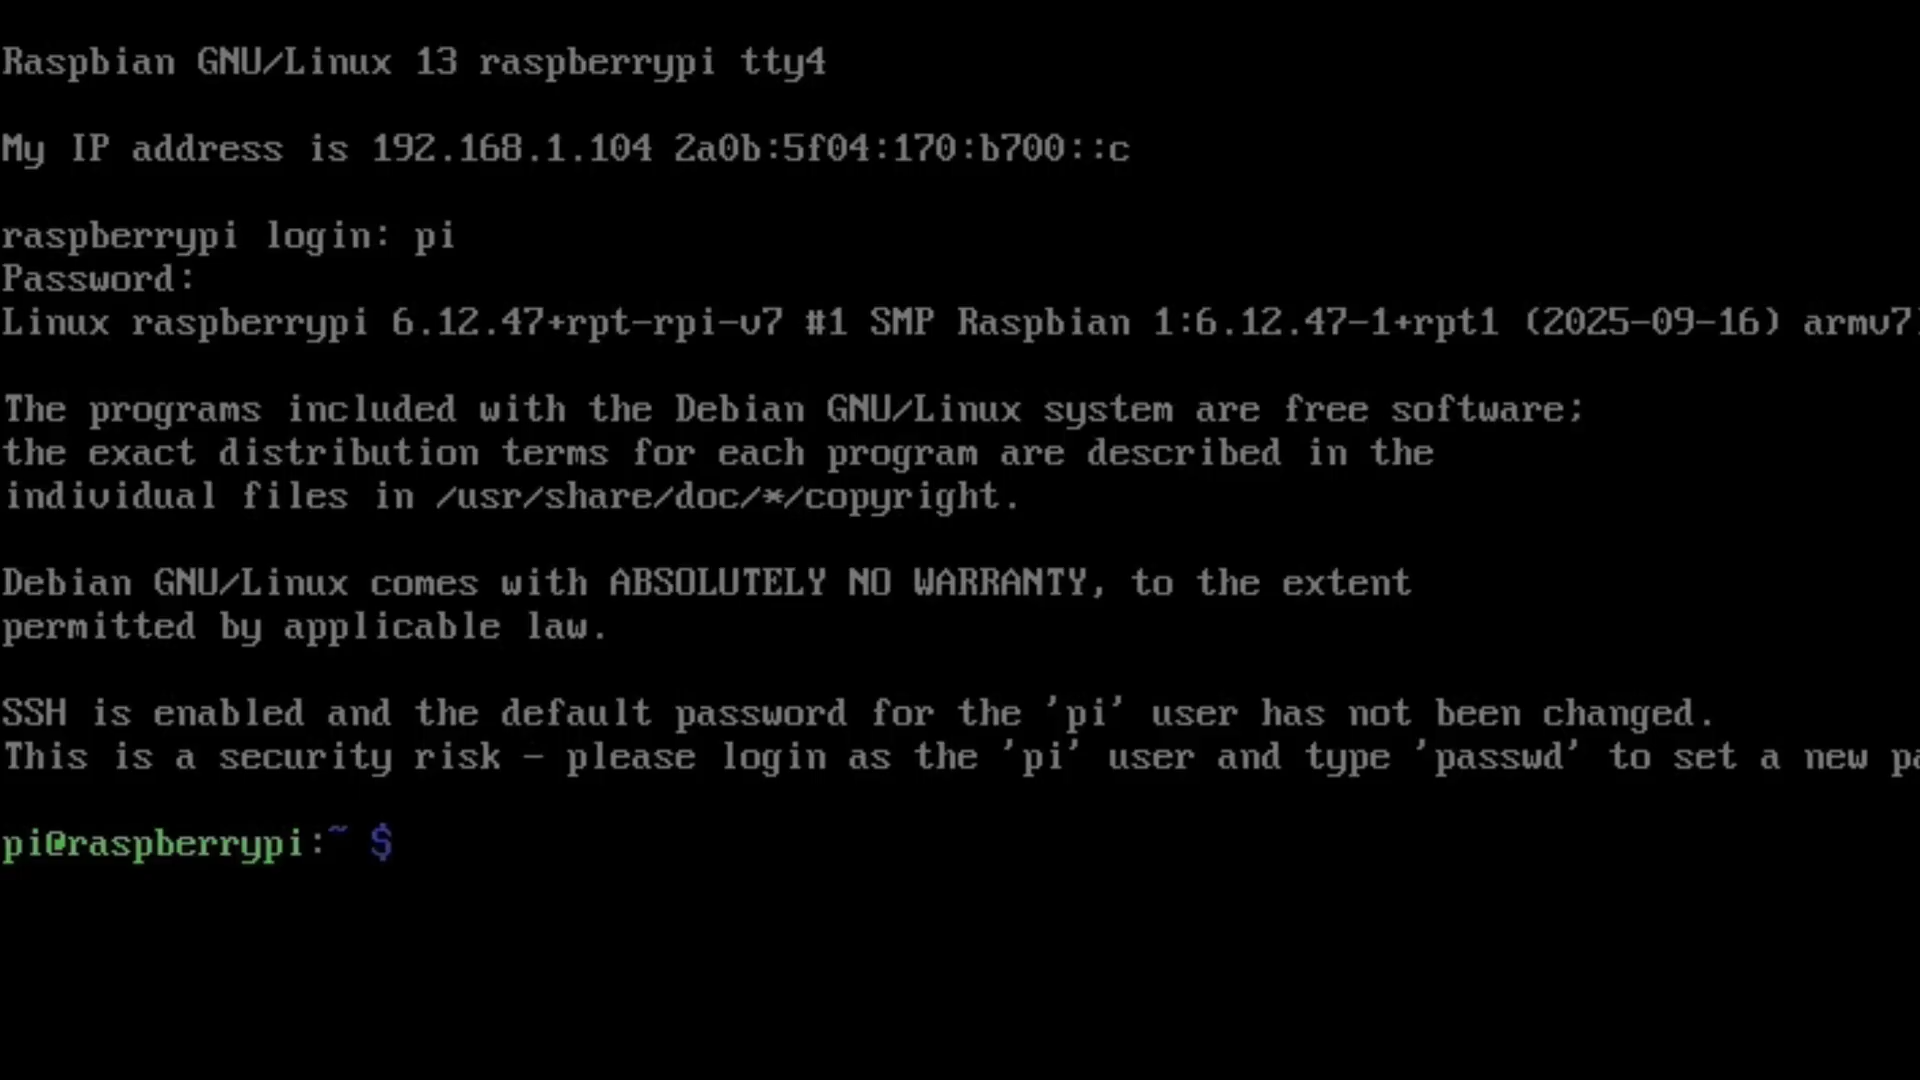 Raspbian GNU/Linux 13 raspberrypi tty4
My IP address is 192.168.1.104 2a0b:5f04:170:b700::c
raspberrypi login: pi
Password:
Linux raspberrypi 6.12.47+rpt-rpi-v7 #1 SMP Raspbian 1:6.12.47-1+rpt1 (2025-09-16) armv7
The programs included with the Debian GNU/Linux system are free software;
the exact distribution terms for each program are described in the
individual files in /usr/share/doc/*/copyright.
Debian GNU/Linux comes with ABSOLUTELY NO WARRANTY, to the extent
permitted by applicable law.
SSH is enabled and the default password for the 'pi' user has not been changed.
This is a security risk - please login as the 'pi' user and type 'passwd' to set a new pa
pi@raspberrypi:~ $